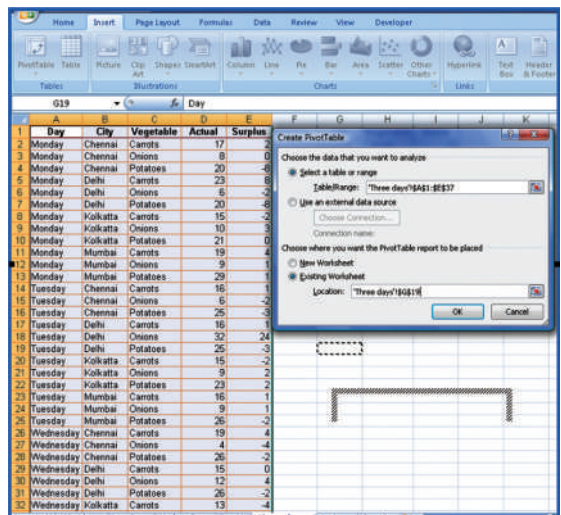 Home Insert Page Layout Formulas Data Review View Developer
PivotTable Table Picture Clip Art Shapes SmartArt Column Line Pie Bar Area Scatter Other Charts Hyperlink Text Box Header & Footer
Tables Illustrations Charts Links
G19 fx Day
A B C D E F G H I J K
1 Day City Vegetable Actual Surplus
2 Monday Chennai Carrots 17 2
3 Monday Chennai Onions 8 0
4 Monday Chennai Potatoes 20 -8
5 Monday Delhi Carrots 23 8
6 Monday Delhi Onions 6 -2
7 Monday Delhi Potatoes 20 -8
8 Monday Kolkatta Carrots 15 -2
9 Monday Kolkatta Onions 10 3
10 Monday Kolkatta Potatoes 21 0
11 Monday Mumbai Carrots 19 4
12 Monday Mumbai Onions 9 1
13 Monday Mumbai Potatoes 29 1
14 Tuesday Chennai Carrots 16 1
15 Tuesday Chennai Onions 6 -2
16 Tuesday Chennai Potatoes 25 -3
17 Tuesday Delhi Carrots 16 1
18 Tuesday Delhi Onions 32 24
19 Tuesday Delhi Potatoes 25 -3
20 Tuesday Kolkatta Carrots 15 -2
21 Tuesday Kolkatta Onions 9 2
22 Tuesday Kolkatta Potatoes 23 2
23 Tuesday Mumbai Carrots 16 1
24 Tuesday Mumbai Onions 9 1
25 Tuesday Mumbai Potatoes 26 -2
26 Wednesday Chennai Carrots 19 4
27 Wednesday Chennai Onions 4 -4
28 Wednesday Chennai Potatoes 26 -2
29 Wednesday Delhi Carrots 15 0
30 Wednesday Delhi Onions 12 4
31 Wednesday Delhi Potatoes 26 -2
32 Wednesday Kolkatta Carrots 13 -4
Create PivotTable
Choose the data that you want to analyze
Select a table or range
Table/Range: 'Three days'!$A$1:$E$37
Use an external data source
Choose Connection...
Connection name:
Choose where you want the PivotTable report to be placed
New Worksheet
Existing Worksheet
Location: 'Three days'!$G$19
OK Cancel